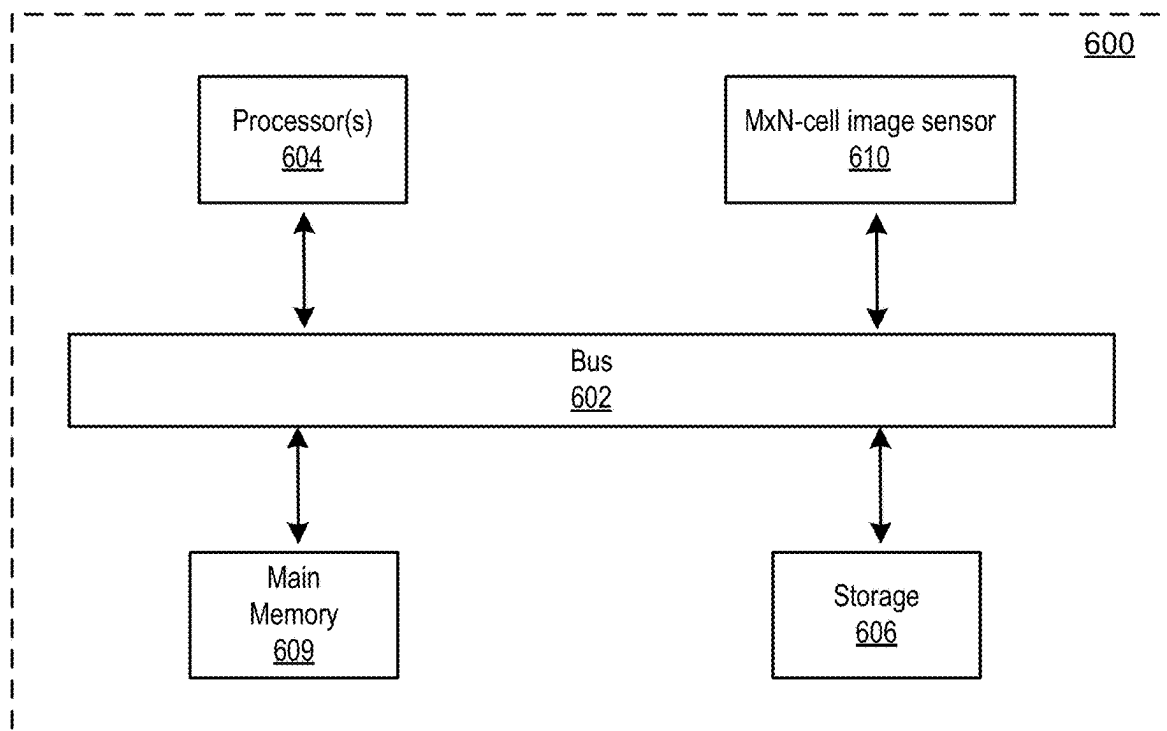 600
Processor(s)
604
MxN-cell image sensor
610
Bus
602
Main
Memory
609
Storage
606